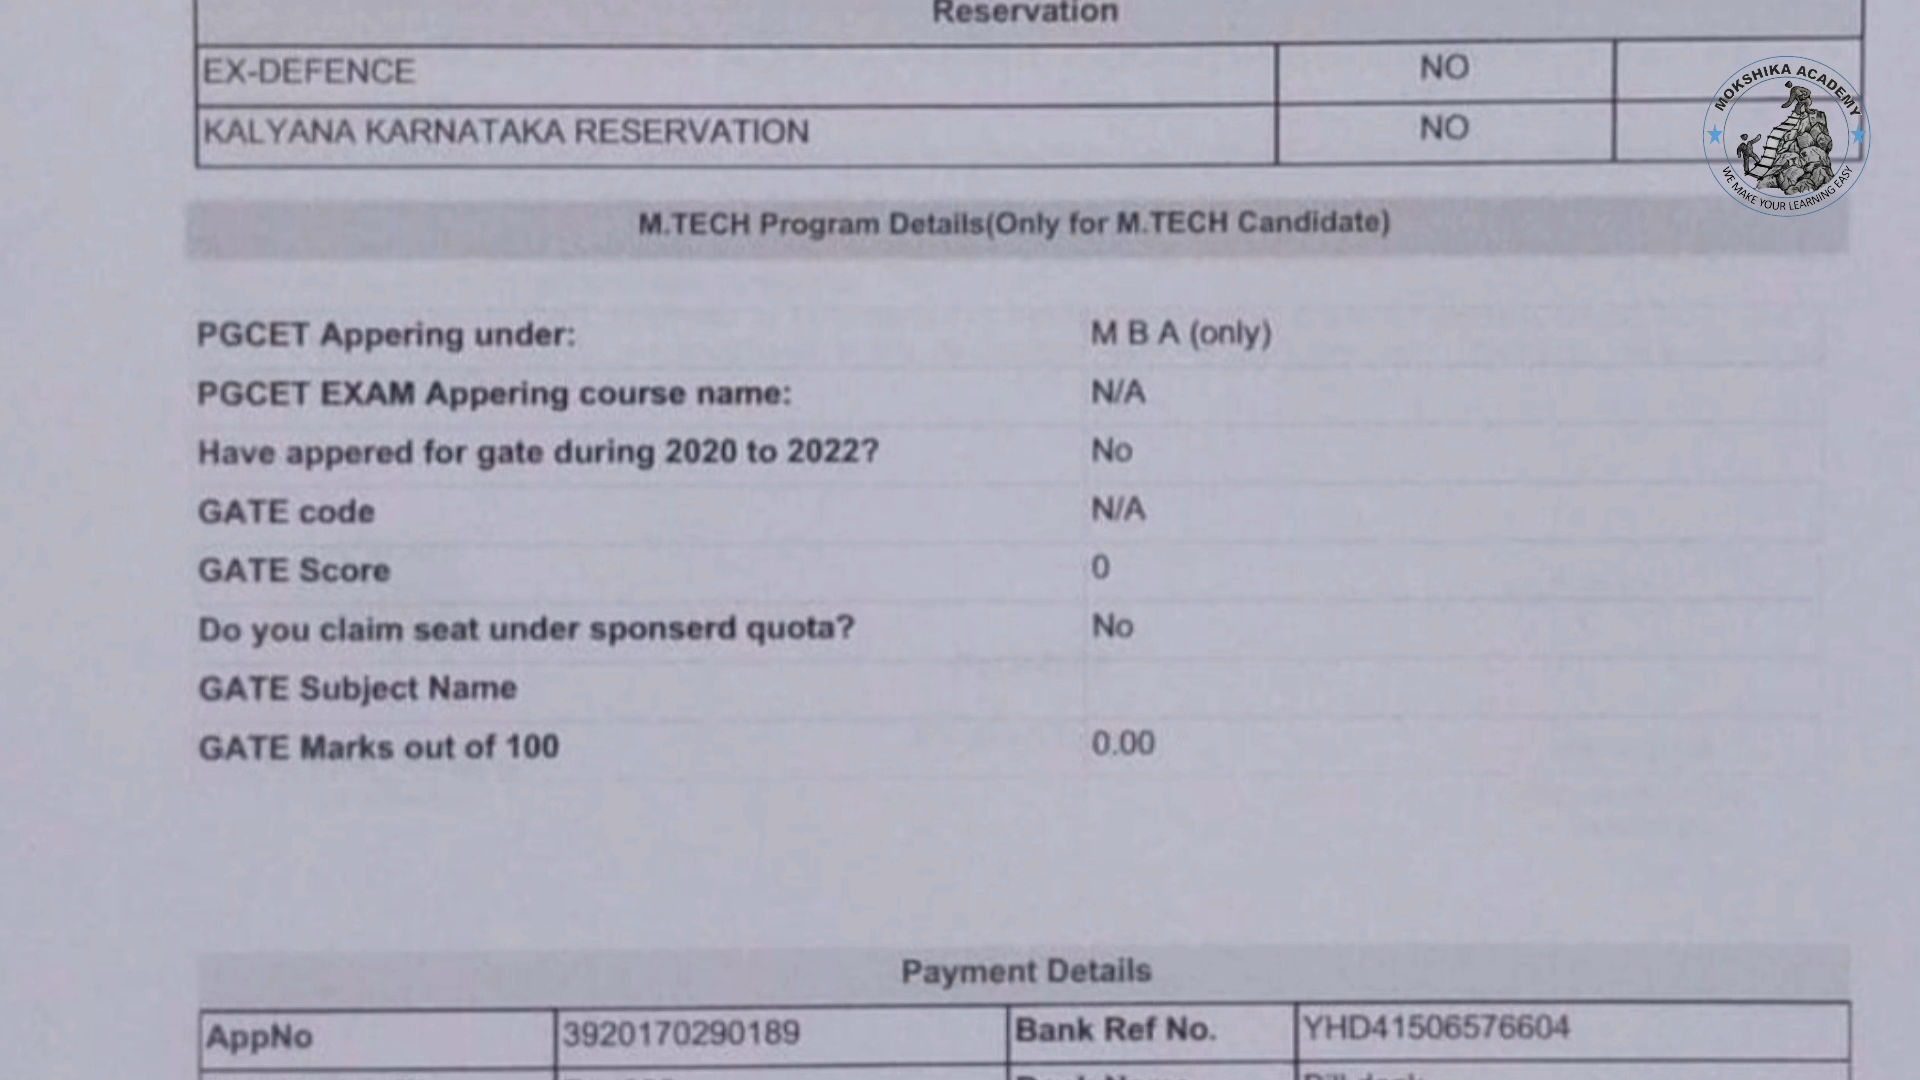 Reservation
EX-DEFENCE NO
KALYANA KARNATAKA RESERVATION NO
MOKSHIKA ACADEMY
WE MAKE YOUR LEARNING EASY
M.TECH Program Details(Only for M.TECH Candidate)
PGCET Appering under: M B A (only)
PGCET EXAM Appering course name: N/A
Have appered for gate during 2020 to 2022? No
GATE code N/A
GATE Score 0
Do you claim seat under sponserd quota? No
GATE Subject Name
GATE Marks out of 100 0.00
Payment Details
AppNo 3920170290189 Bank Ref No. YHD41506576604